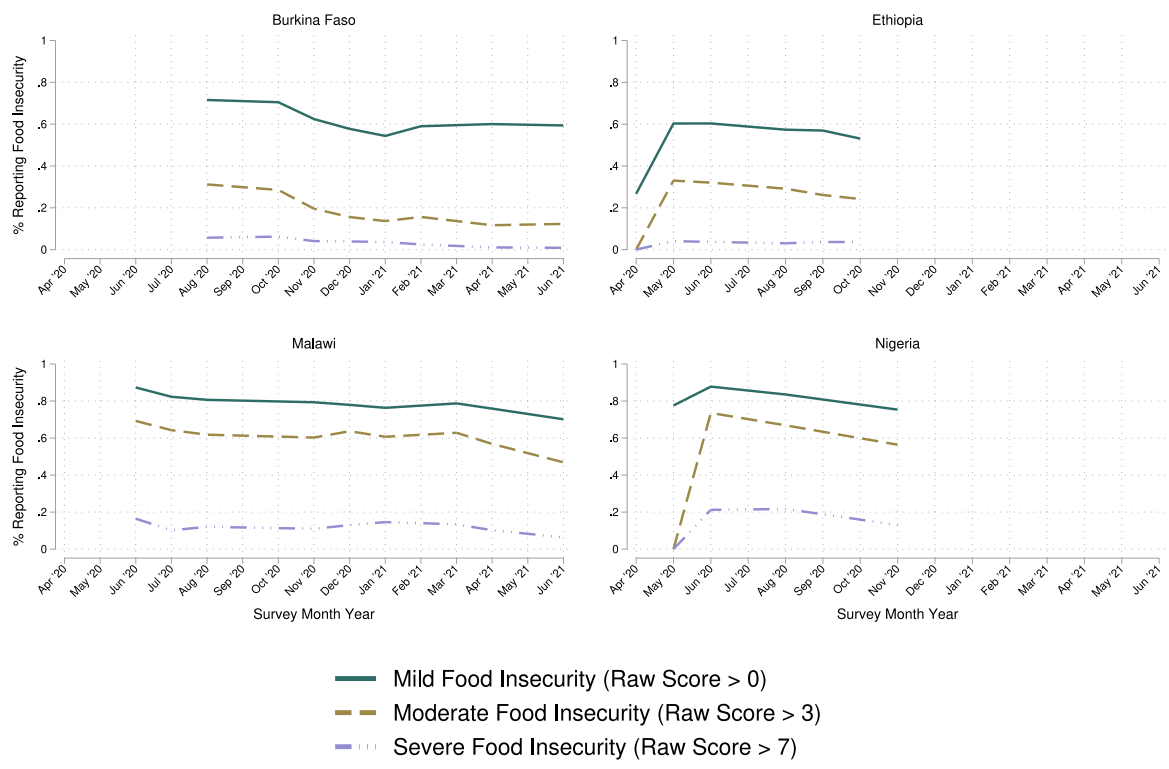 Burkina Faso
% Reporting Food Insecurity
1
.8
.6
.4
.2
0
Apr '20 May '20 Jun '20 Jul '20 Aug '20 Sep '20 Oct '20 Nov '20 Dec '20 Jan '21 Feb '21 Mar '21 Apr '21 May '21 Jun '21
Ethiopia
1
.8
.6
.4
.2
0
Apr '20 May '20 Jun '20 Jul '20 Aug '20 Sep '20 Oct '20 Nov '20 Dec '20 Jan '21 Feb '21 Mar '21 Apr '21 May '21 Jun '21
Malawi
% Reporting Food Insecurity
1
.8
.6
.4
.2
0
Apr '20 May '20 Jun '20 Jul '20 Aug '20 Sep '20 Oct '20 Nov '20 Dec '20 Jan '21 Feb '21 Mar '21 Apr '21 May '21 Jun '21
Survey Month Year
Nigeria
1
.8
.6
.4
.2
0
Apr '20 May '20 Jun '20 Jul '20 Aug '20 Sep '20 Oct '20 Nov '20 Dec '20 Jan '21 Feb '21 Mar '21 Apr '21 May '21 Jun '21
Survey Month Year
Mild Food Insecurity (Raw Score > 0)
Moderate Food Insecurity (Raw Score > 3)
Severe Food Insecurity (Raw Score > 7)